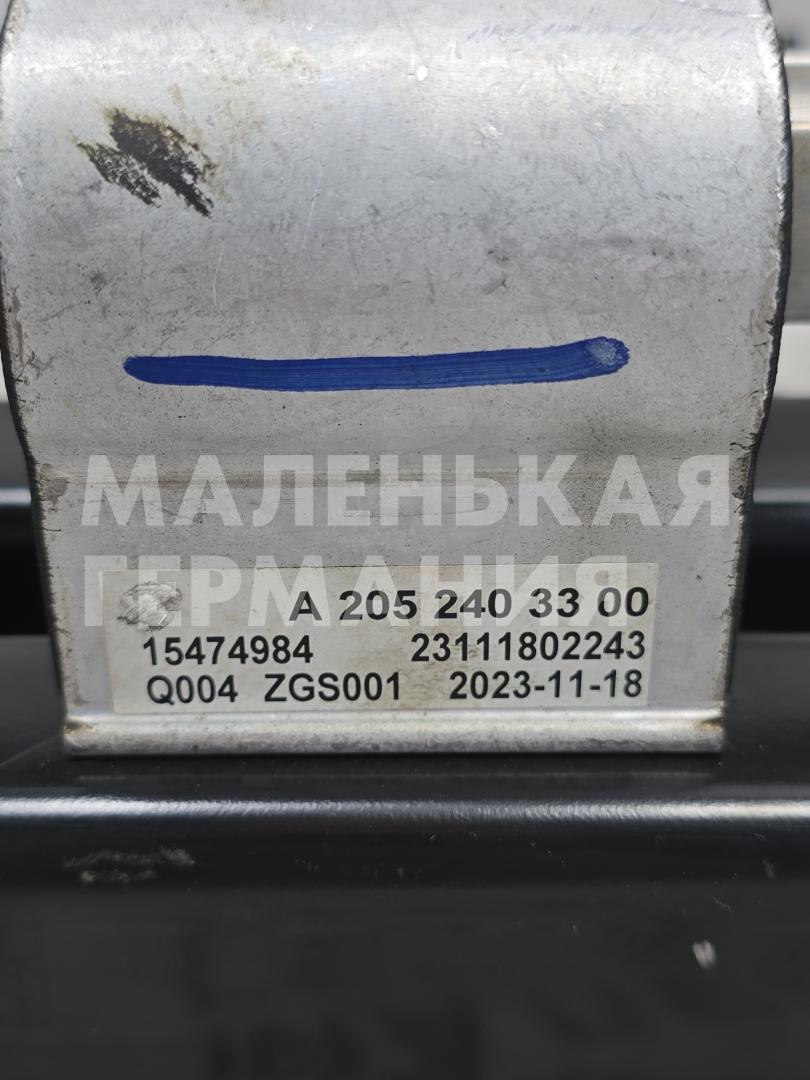 МАЛЕНЬКАЯ
ГЕРМАНИЯ
A 205 240 33 00
15474984 23111802243
Q004 ZGS001 2023-11-18